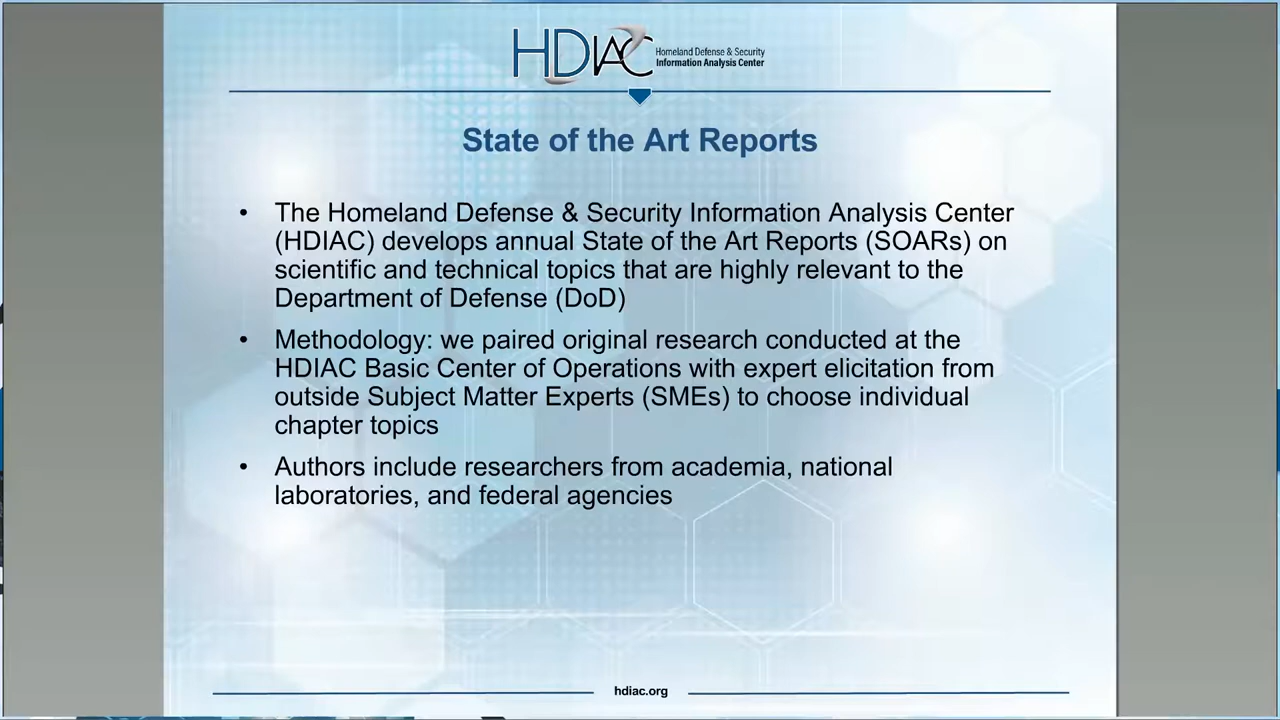 HDIAC
Homeland Defense & Security
Information Analysis Center
State of the Art Reports
• The Homeland Defense & Security Information Analysis Center
(HDIAC) develops annual State of the Art Reports (SOARs) on
scientific and technical topics that are highly relevant to the
Department of Defense (DoD)
• Methodology: we paired original research conducted at the
HDIAC Basic Center of Operations with expert elicitation from
outside Subject Matter Experts (SMEs) to choose individual
chapter topics
• Authors include researchers from academia, national
laboratories, and federal agencies
hdiac.org